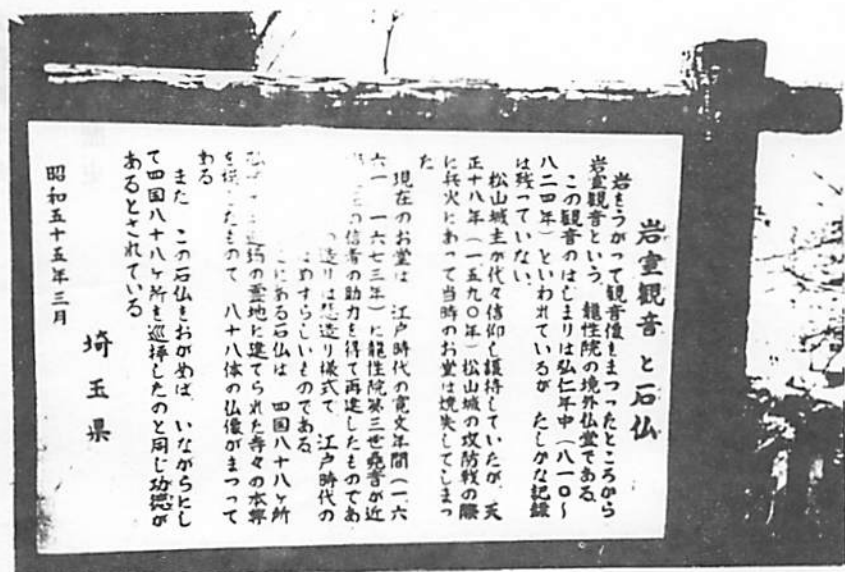 岩室観音と石仏
岩をうがって観音像をまつったところから
岩室観音という。龍性院の境外仏堂である。
この観音のはじまりは弘仁年中（八一〇〜
八二四年）といわれているが たしかな記録
は残っていない。
松山城主が代々信仰し護持していたが、天
正十八年（一五九〇年）松山城の攻防戦の際
に兵火にあって当時のお堂は焼失してしまっ
た
現在のお堂は 江戸時代の寛文年間（一六
六一 一六七三年）に龍性院第三世堯音が近
の信者の助力を得て再建したものであ
造りは 造り様式で 江戸時代の
めずらしいものである。
にある石仏は 四国八十八ヶ所
の霊地に建てられた寺々の本尊
を したもので 八十八体の仏像がまつって
ある
また この石仏をおがめば、いながらにし
て四国八十八ヶ所を巡拝したのと同じ功徳が
あるとされている
昭和五十五年三月
埼玉県